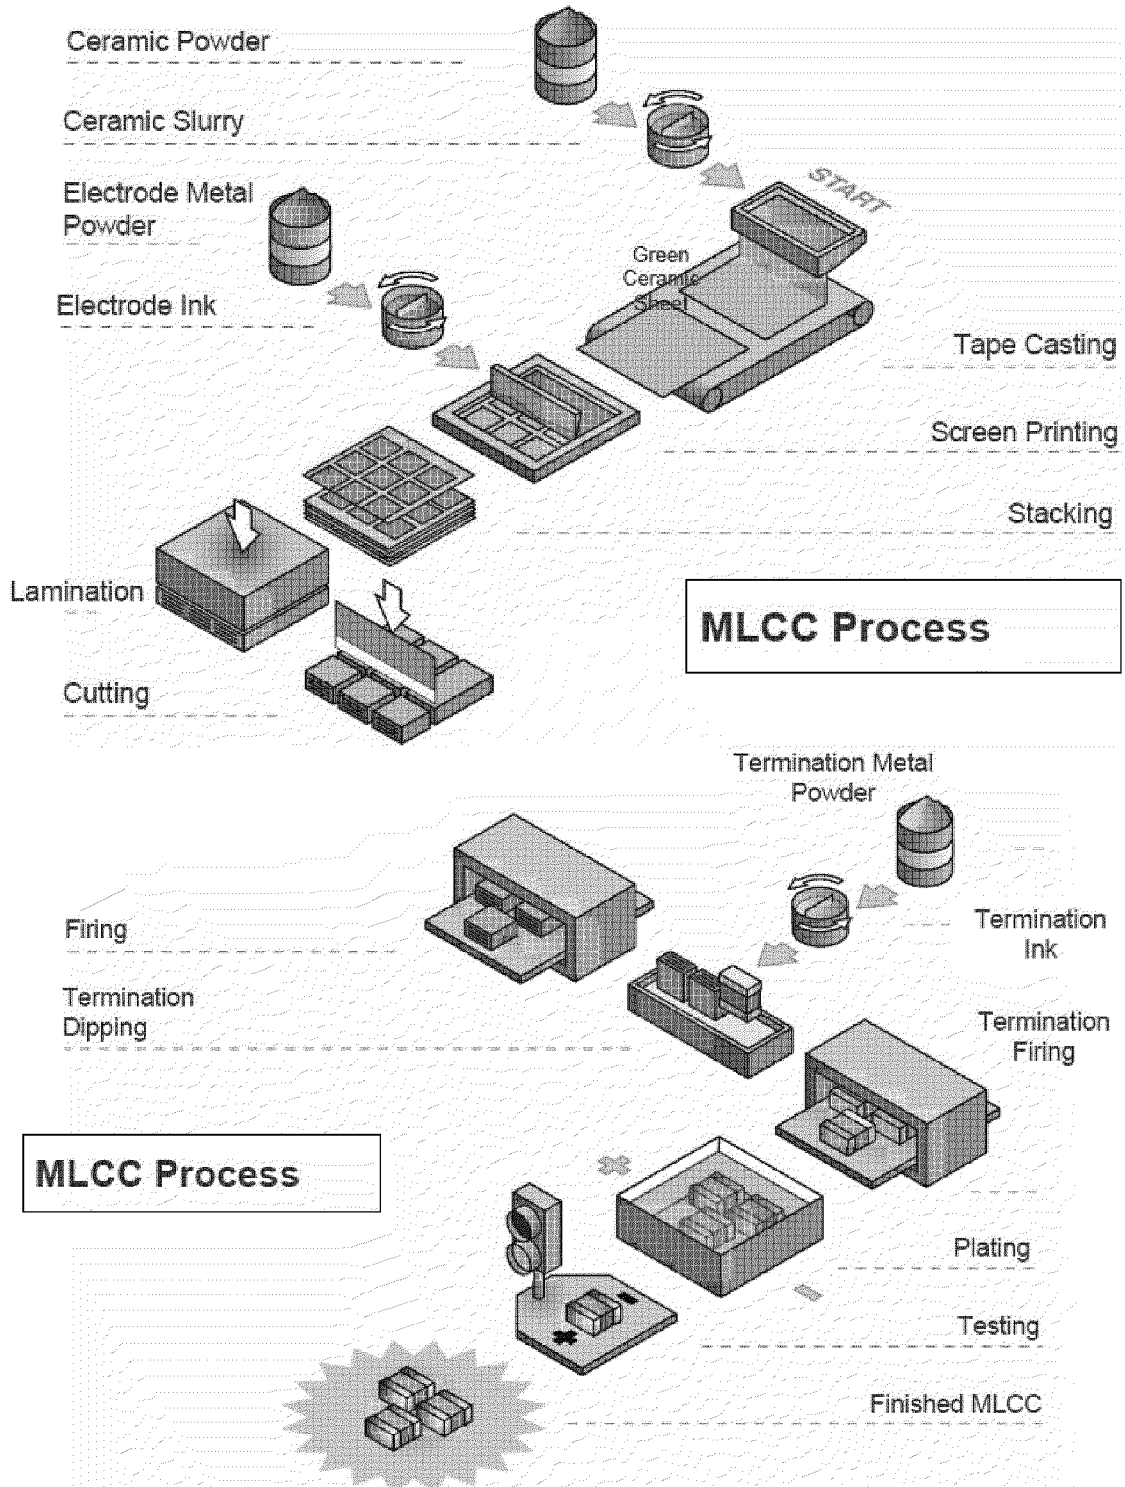 Ceramic Powder
Ceramic Slurry
Electrode Metal
Powder
START
Green
Ceramic
Sheet
Electrode Ink
Tape Casting
Screen Printing
Stacking
Lamination
MLCC Process
Cutting
Termination Metal
Powder
Firing
Termination
Ink
Termination
Dipping
Termination
Firing
MLCC Process
Plating
Testing
Finished MLCC